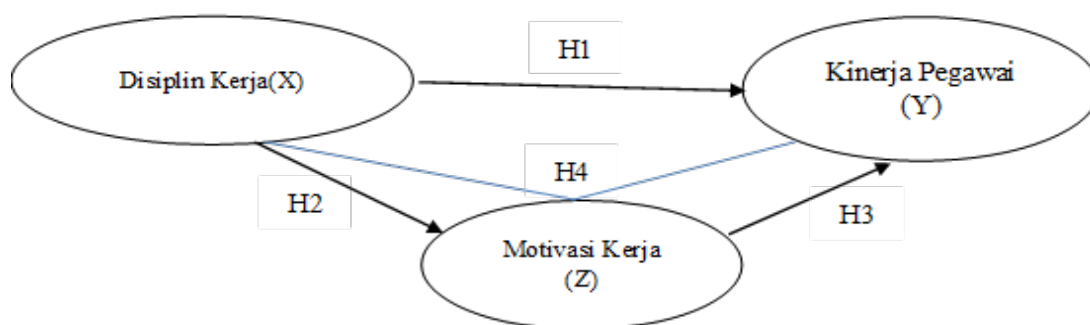 H1
Disiplin Kerja(X)
Kinerja Pegawai
(Y)
H4
H2
H3
Motivasi Kerja
(Z)